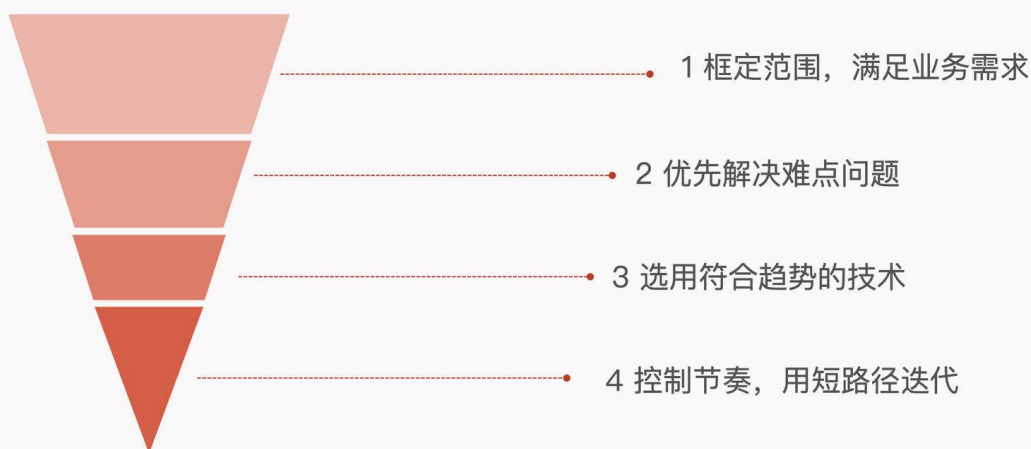 1 框定范围，满足业务需求
2 优先解决难点问题
3 选用符合趋势的技术
4 控制节奏，用短路径迭代